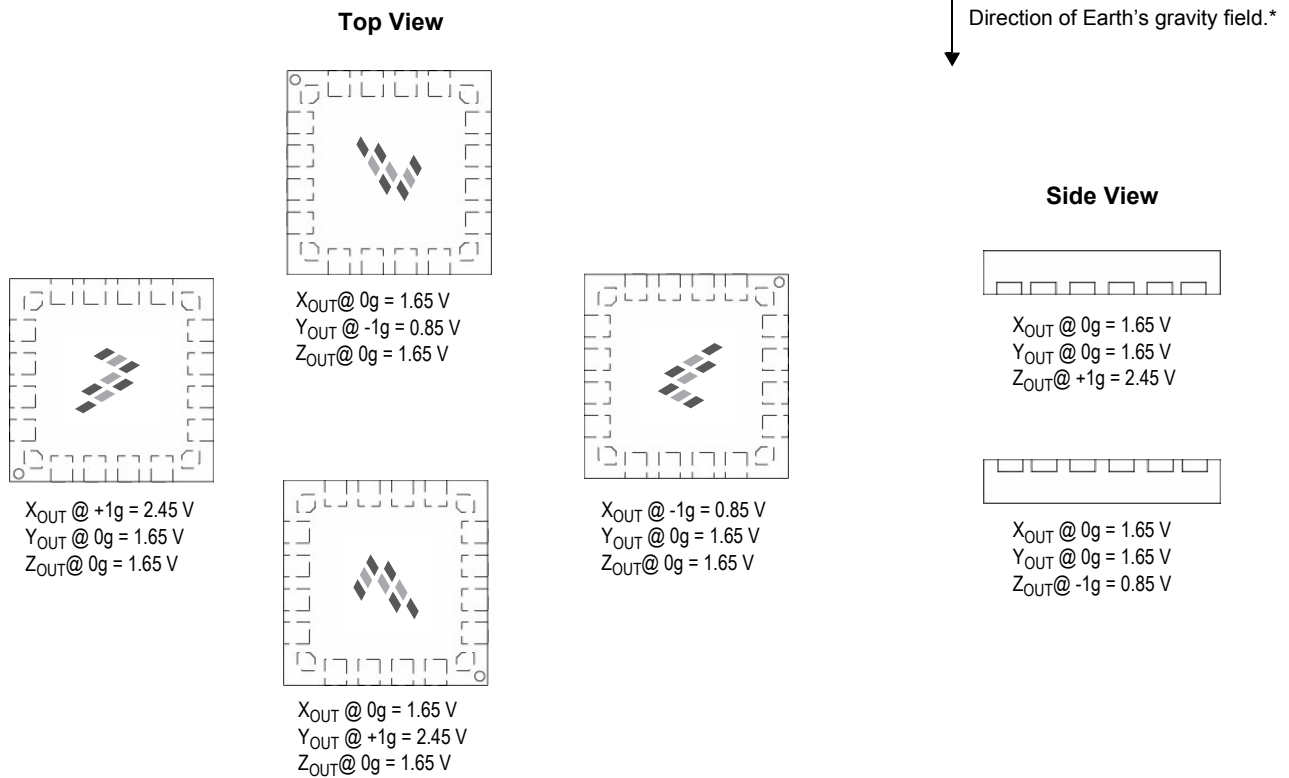 Top View
Direction of Earth's gravity field.*
X_OUT@ 0g = 1.65 V
Y_OUT @ -1g = 0.85 V
Z_OUT@ 0g = 1.65 V
X_OUT @ +1g = 2.45 V
Y_OUT @ 0g = 1.65 V
Z_OUT@ 0g = 1.65 V
X_OUT @ -1g = 0.85 V
Y_OUT @ 0g = 1.65 V
Z_OUT@ 0g = 1.65 V
X_OUT @ 0g = 1.65 V
Y_OUT @ +1g = 2.45 V
Z_OUT@ 0g = 1.65 V
Side View
X_OUT @ 0g = 1.65 V
Y_OUT @ 0g = 1.65 V
Z_OUT@ +1g = 2.45 V
X_OUT @ 0g = 1.65 V
Y_OUT @ 0g = 1.65 V
Z_OUT@ -1g = 0.85 V